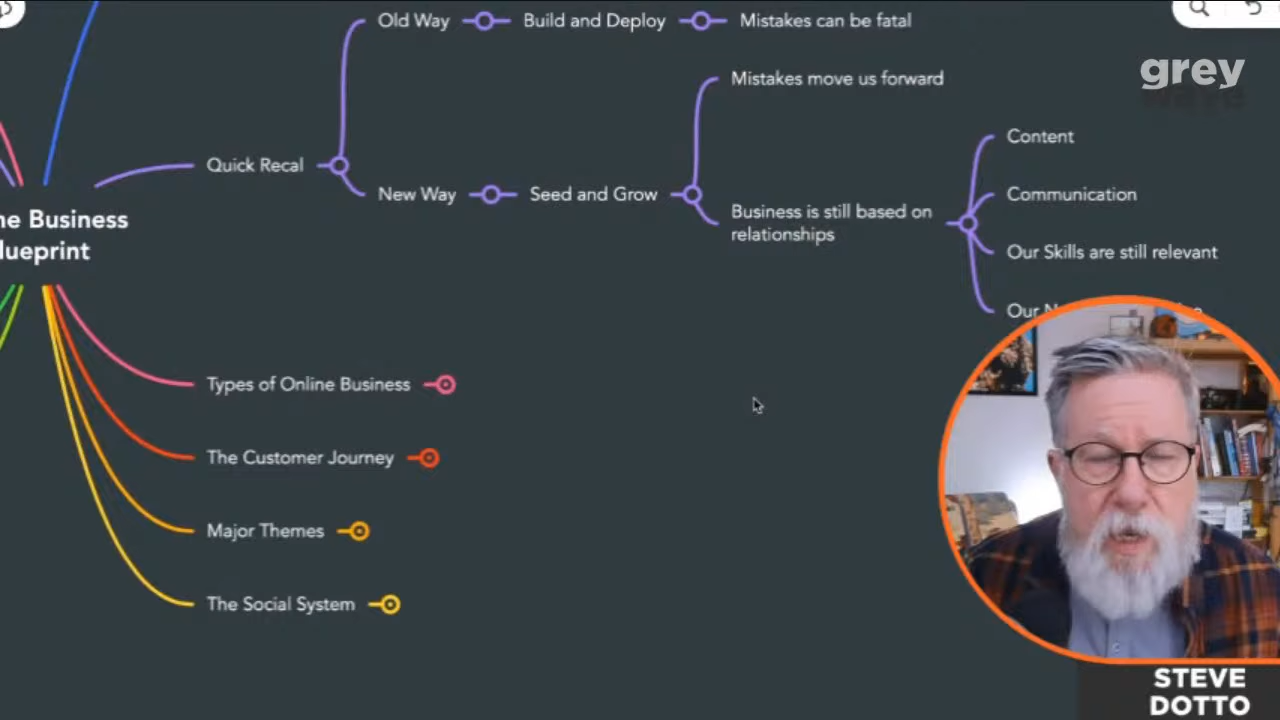 Old Way
Build and Deploy
Mistakes can be fatal
Mistakes move us forward
grey
Content
Quick Recal
New Way
Seed and Grow
Communication
Business is still based on
relationships
Our Skills are still relevant
Our
Business
Types of Online Business
The Customer Journey
Major Themes
The Social System
STEVE
DOTTO